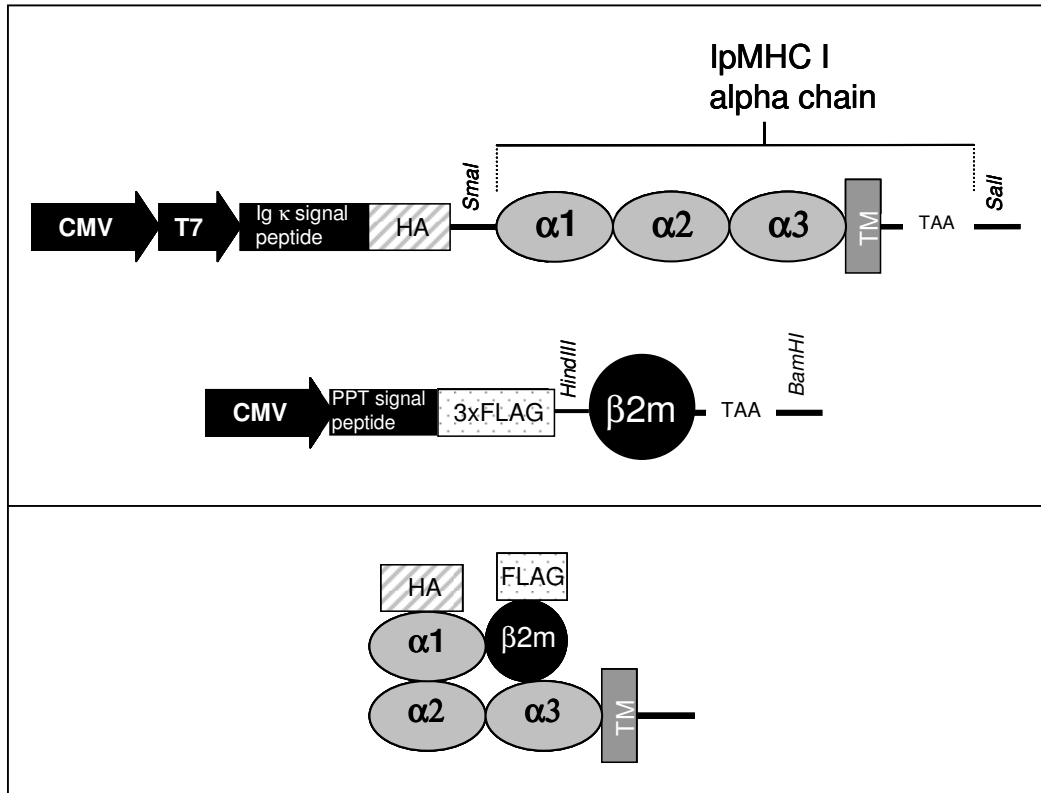 IpMHC I
alpha chain
CMV
T7
Ig κ signal
peptide
HA
SmaI
α1
α2
α3
TM
TAA
SalI
CMV
PPT signal
peptide
3xFLAG
HindIII
β2m
TAA
BamHI
HA
FLAG
α1
β2m
α2
α3
TM